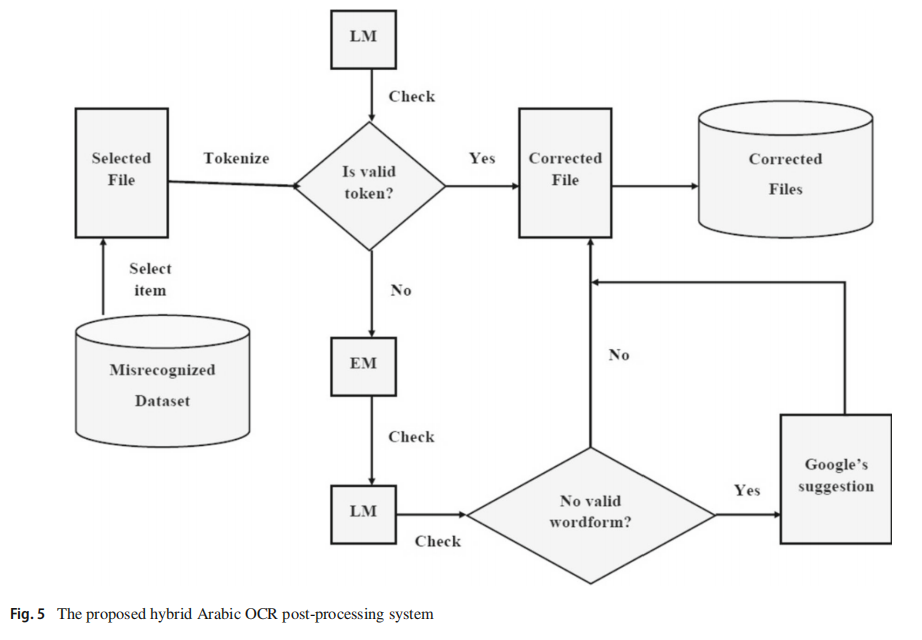 LM
Check
Selected
File
Tokenize
Is valid
token?
Yes
Corrected
File
Corrected
Files
Select
item
No
Misrecognized
Dataset
EM
No
Check
LM
Check
No valid
wordform?
Yes
Google's
suggestion
Fig. 5 The proposed hybrid Arabic OCR post-processing system